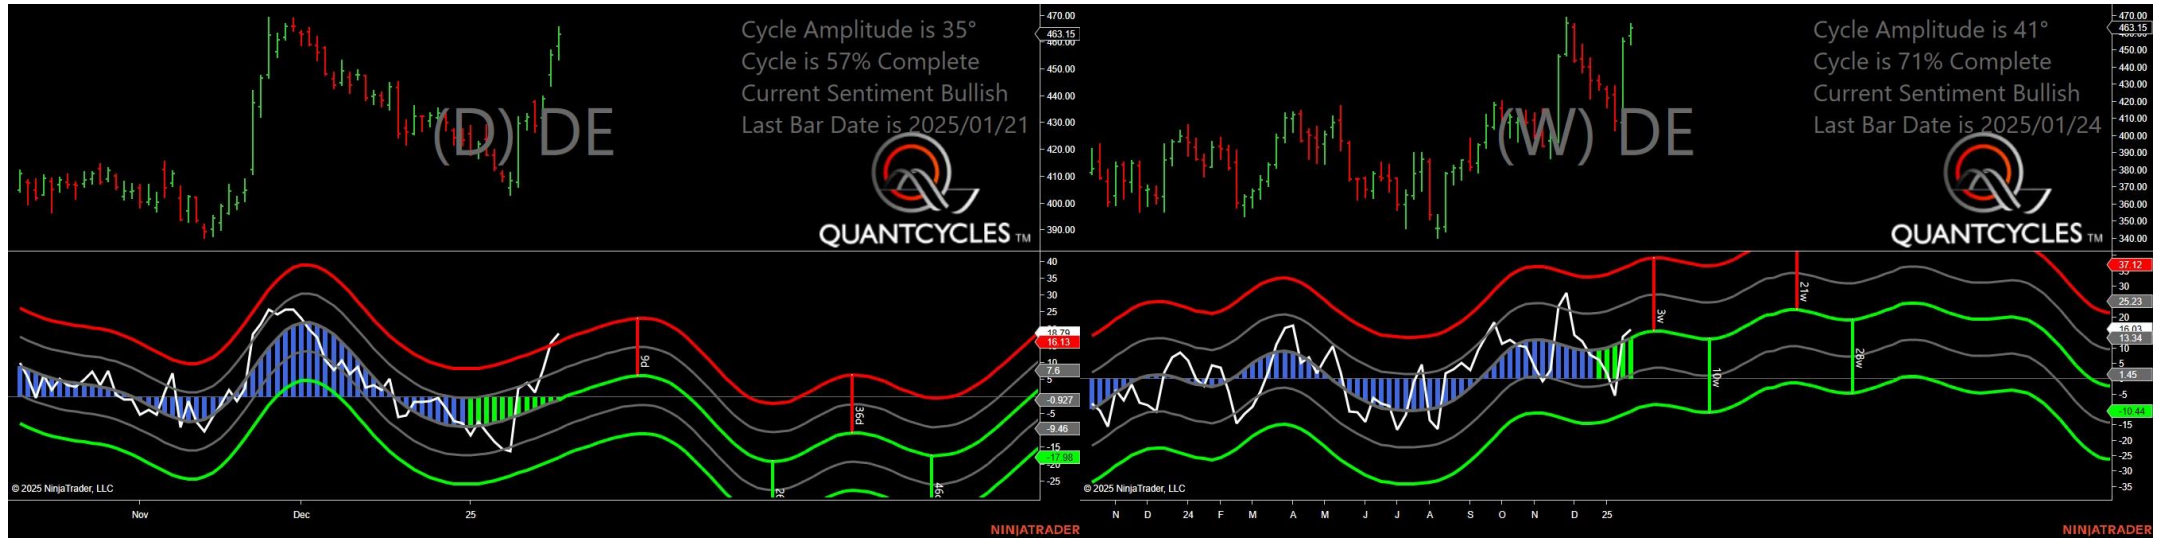 Cycle Amplitude is 35°
Cycle is 57% Complete
Current Sentiment Bullish
Last Bar Date is 2025/01/21
(D) DE
QUANTCYCLES TM
470.00
463.15
460.00
450.00
440.00
430.00
420.00
410.00
400.00
390.00
40
35
30
25
18.79
16.13
10
7.6
5
-0.927
-5
-9.46
-15
-17.98
-20
-25
9d
36d
© 2025 NinjaTrader, LLC
Nov
Dec
25
NINJATRADER
Cycle Amplitude is 41°
Cycle is 71% Complete
Current Sentiment Bullish
Last Bar Date is 2025/01/24
(W) DE
QUANTCYCLES TM
470.00
463.15
450.00
440.00
430.00
420.00
410.00
400.00
390.00
380.00
370.00
360.00
350.00
340.00
37.12
35
30
25.23
20
16.03
13.34
10
5
1.45
-5
-10.44
-15
-20
-25
-30
-35
3w
10w
21w
28w
© 2025 NinjaTrader, LLC
N
D
24
F
M
A
M
J
J
A
S
O
N
D
25
NINJATRADER